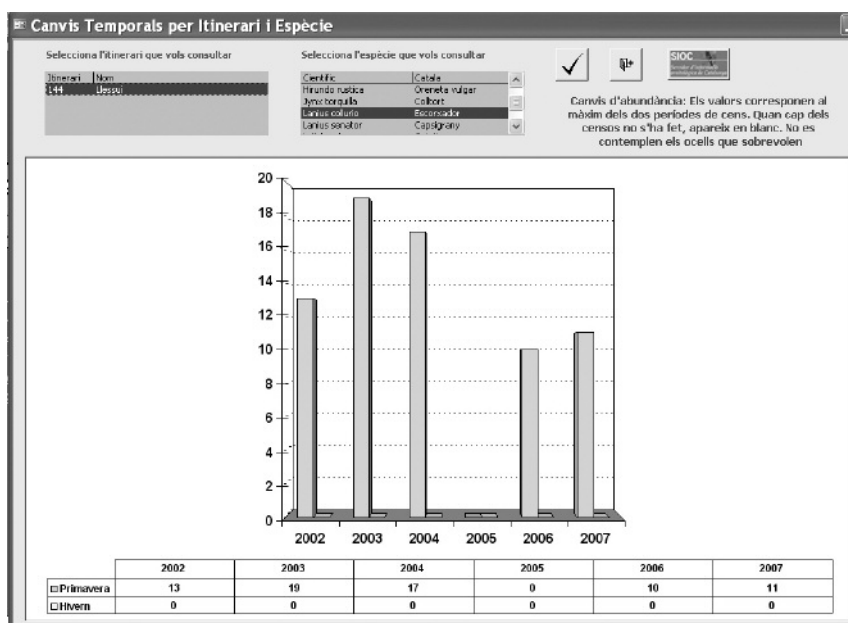 Canvis Temporals per Itinerari i Espècie
Selecciona l'itinerari que vols consultar
Itinerari Nom
144 Llessui
Selecciona l'espècie que vols consultar
Científic Català
Hirundo rustica Oreneta vulgar
Jynx torquilla Colltort
Lanius collurio Escorxador
Lanius senator Capsigrany
SIOC
Canvis d'abundància: Els valors corresponen al
màxim dels dos períodes de cens. Quan cap dels
censos no s'ha fet, apareix en blanc. No es
contemplen els ocells que sobrevolen
20
18
16
14
12
10
8
6
4
2
0
2002 2003 2004 2005 2006 2007
2002 2003 2004 2005 2006 2007
Primavera 13 19 17 0 10 11
Hivern 0 0 0 0 0 0